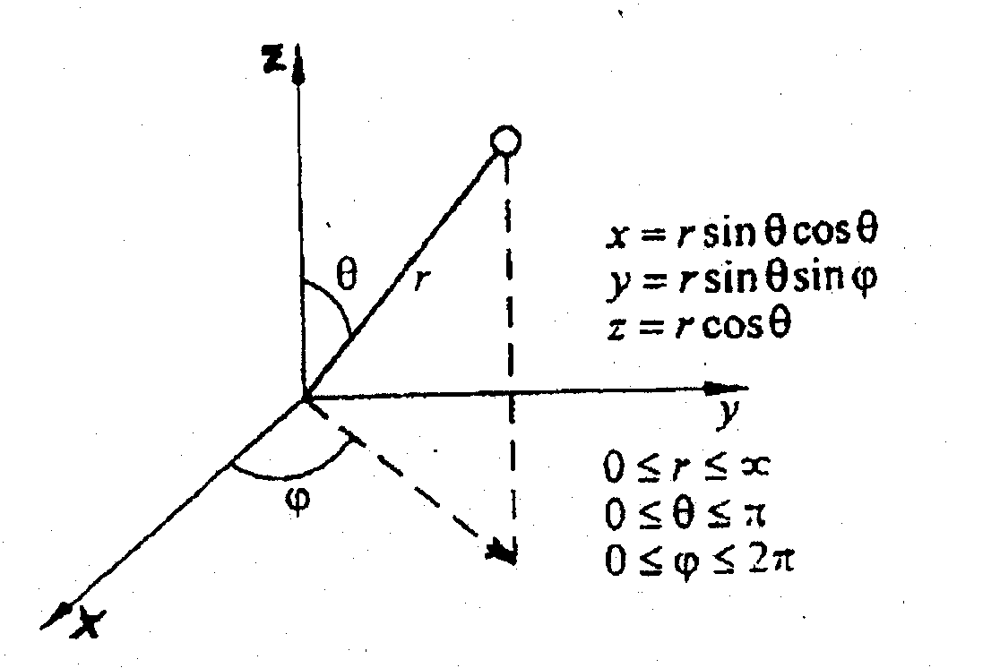 z
θ
r
x = r sin θ cos θ
y = r sin θ sin φ
z = r cos θ
y
0 ≤ r ≤ x
0 ≤ θ ≤ π
φ
0 ≤ φ ≤ 2π
x